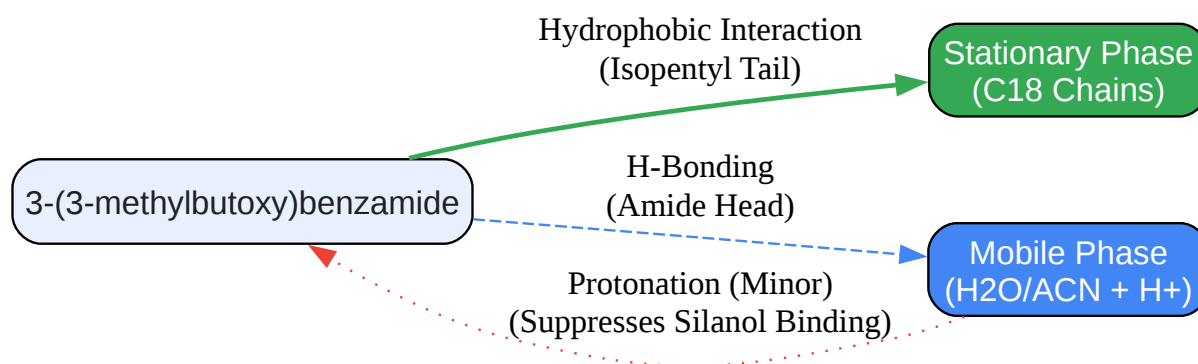 Hydrophobic Interaction
(Isopentyl Tail)
Stationary Phase
(C18 Chains)
3-(3-methylbutoxy)benzamide
H-Bonding
(Amide Head)
Mobile Phase
(H2O/ACN + H+)
Protonation (Minor)
(Suppresses Silanol Binding)